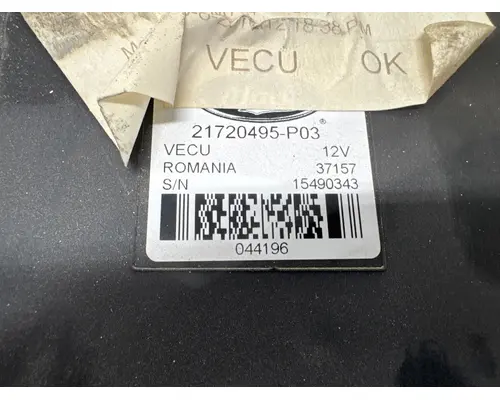 VECU OK
21720495-P03
®
VECU 12V
ROMANIA 37157
S/N 15490343
044196